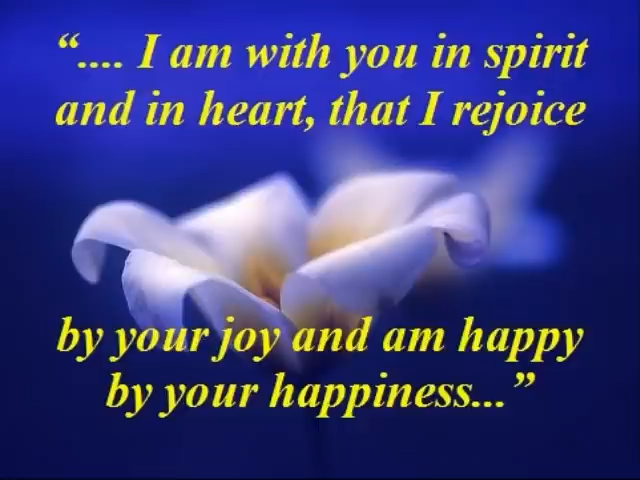 “.... I am with you in spirit
and in heart, that I rejoice
by your joy and am happy
by your happiness...”